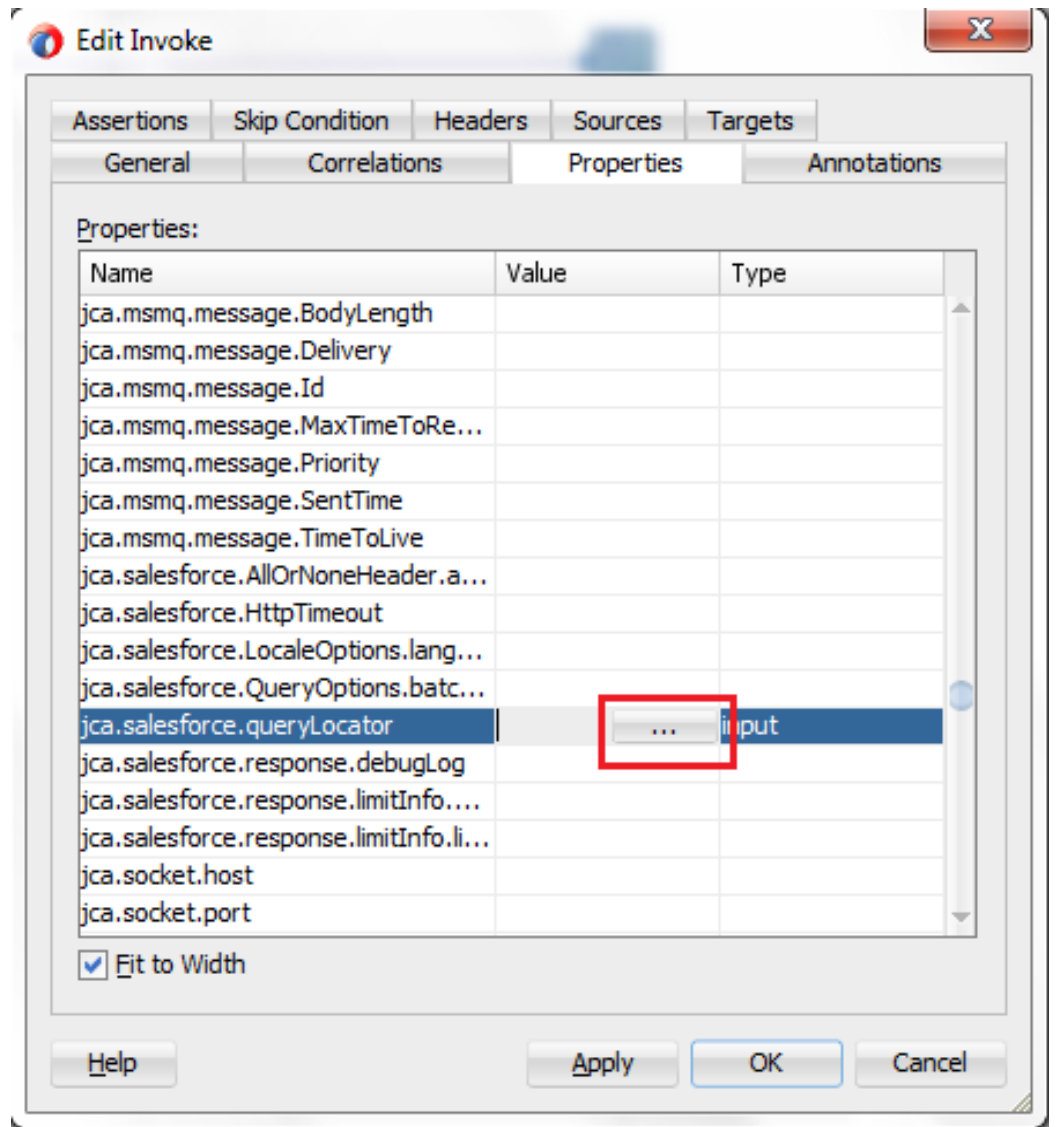 Edit Invoke
x
Assertions Skip Condition Headers Sources Targets
General Correlations Properties Annotations
Properties:
Name Value Type
jca.msmq.message.BodyLength
jca.msmq.message.Delivery
jca.msmq.message.Id
jca.msmq.message.MaxTimeToRe...
jca.msmq.message.Priority
jca.msmq.message.SentTime
jca.msmq.message.TimeToLive
jca.salesforce.AllOrNoneHeader.a...
jca.salesforce.HttpTimeout
jca.salesforce.LocaleOptions.lang...
jca.salesforce.QueryOptions.batc...
jca.salesforce.queryLocator ... input
jca.salesforce.response.debugLog
jca.salesforce.response.limitInfo....
jca.salesforce.response.limitInfo.li...
jca.socket.host
jca.socket.port
Fit to Width
Help Apply OK Cancel